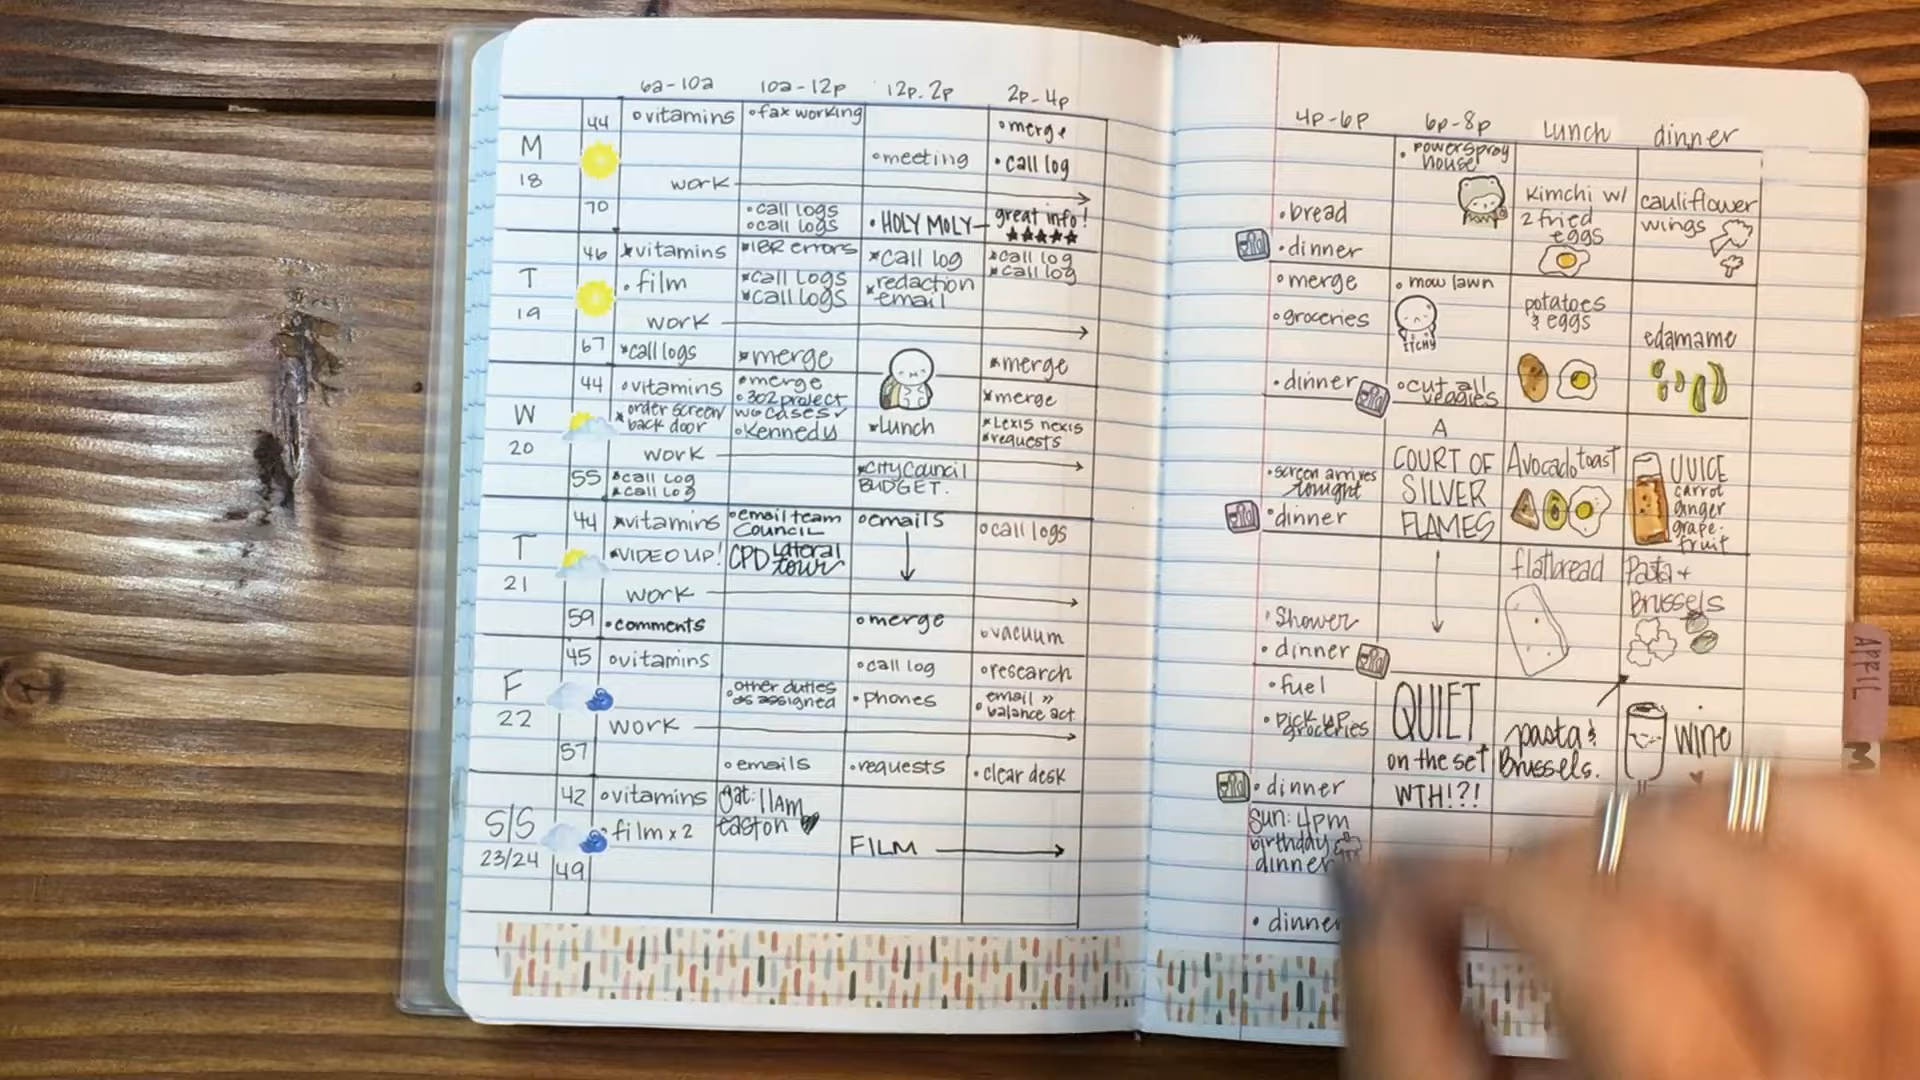 6a-10a 10a-12p 12p-2p 2p-4p
44 ∘vitamins ∘fax working •merge
M ∘meeting •call log
18 work
70 •call logs •HOLY MOLY- great info!
•call logs ★★★★★
46 *vitamins *IBR errors *call log *call log
*call log
T •film *call logs *redaction
*call logs email
19 work
67 *call logs *merge *merge
44 ∘vitamins •merge *merge
∘302 project
W *order screen/ wc cases✓ *Lunch *Lexis nexis
back door ∘Kennedy *requests
20 work
55 *call log *CITY COUNCIL
*call log BUDGET.
44 *vitamins ∘email team ∘emails ∘call logs
COUNCIL
T •VIDEO UP! CPD Lateral
tour
21 work
59 •comments ∘merge ∘vacuum
45 ∘vitamins ∘call log ∘research
F ∘other duties •phones ∘email »
as assigned balance act
22 work
57 ∘emails •requests •clear desk
42 ∘vitamins Sat: 11AM
easton ♥
S/S ∘film x2 FILM
23/24
49
4p-6p 6p-8p lunch dinner
• powerspray
house
•bread kimchi w/ cauliflower
2 fried wings
eggs
•dinner
•merge • mow lawn potatoes
& eggs
•groceries ITCHY edamame
•dinner ∘cut all
veggies
•screen arrives A Avocado toast JUICE
tonight COURT OF carrot
•dinner SILVER ginger
FLAMES grape-
fruit
flatbread Pasta +
Brussels
•Shower
•dinner
•fuel QUIET pasta & wine
•pick up on the set Brussels.
groceries WTH!?!
•dinner
Sun: 4pm
birthday
dinner
• dinner
APRIL
M